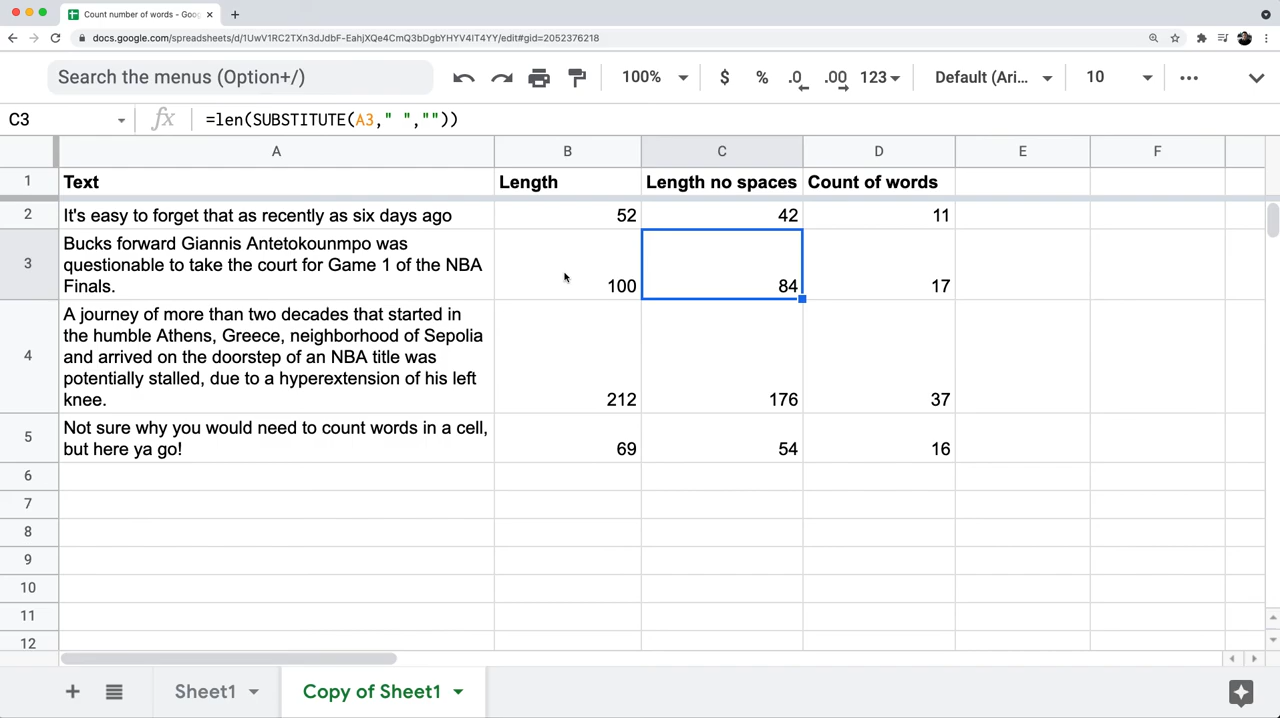 Count number of words - Goo
docs.google.com/spreadsheets/d/1UwV1RC2TXn3dJdbF-EahjXQe4CmQ3bDgbYHYV4IT4YY/edit#gid=2052376218
Search the menus (Option+/)
100%
$
%
.0
.00
123
Default (Ari...
10
C3
fx
=len(SUBSTITUTE(A3," ",""))
A B C D E F
1 Text Length Length no spaces Count of words
2 It's easy to forget that as recently as six days ago 52 42 11
Bucks forward Giannis Antetokounmpo was
3 questionable to take the court for Game 1 of the NBA
Finals. 100 84 17
A journey of more than two decades that started in
the humble Athens, Greece, neighborhood of Sepolia
4 and arrived on the doorstep of an NBA title was
potentially stalled, due to a hyperextension of his left
knee. 212 176 37
Not sure why you would need to count words in a cell,
5 but here ya go! 69 54 16
6
7
8
9
10
11
12
Sheet1
Copy of Sheet1